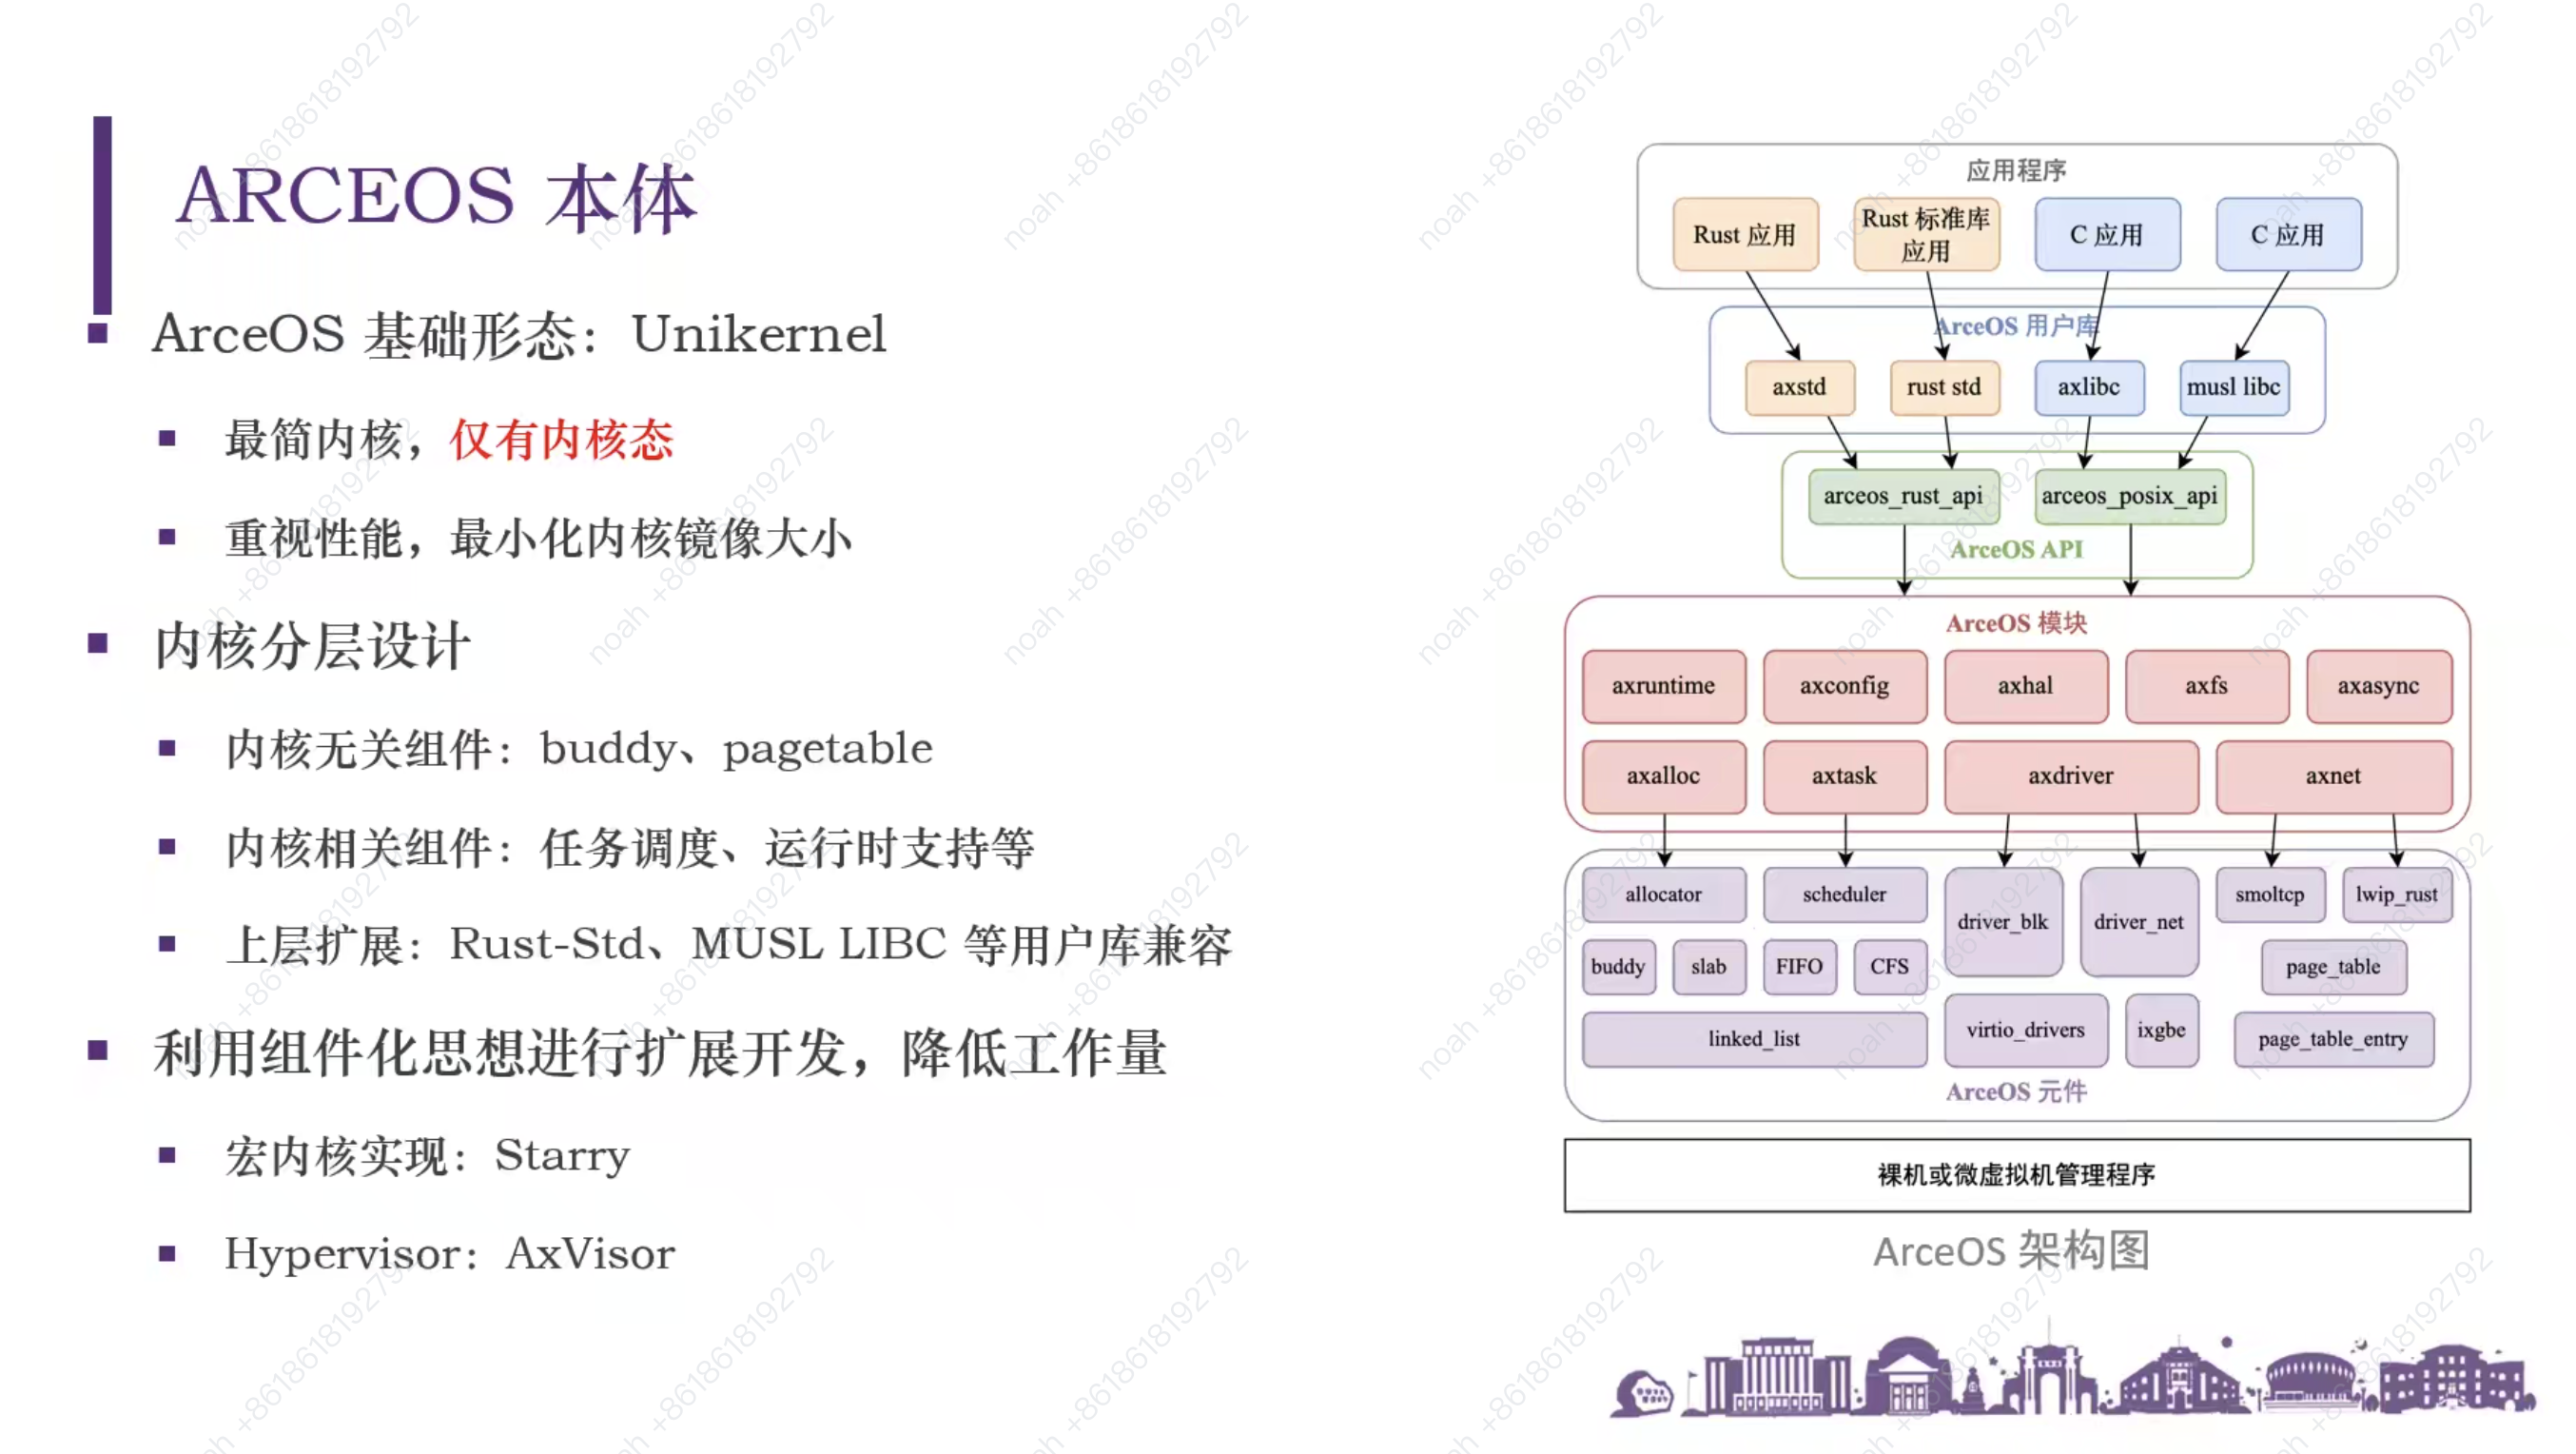 ARCEOS 本体
ArceOS 基础形态：Unikernel
最简内核，仅有内核态
重视性能，最小化内核镜像大小
内核分层设计
内核无关组件：buddy、pagetable
内核相关组件：任务调度、运行时支持等
上层扩展：Rust-Std、MUSL LIBC 等用户库兼容
利用组件化思想进行扩展开发，降低工作量
宏内核实现：Starry
Hypervisor：AxVisor
应用程序
Rust 应用
Rust 标准库
应用
C 应用
C 应用
ArceOS 用户库
axstd
rust std
axlibc
musl libc
arceos_rust_api
arceos_posix_api
ArceOS API
ArceOS 模块
axruntime
axconfig
axhal
axfs
axasync
axalloc
axtask
axdriver
axnet
allocator
scheduler
driver_blk
driver_net
smoltcp
lwip_rust
buddy
slab
FIFO
CFS
page_table
linked_list
virtio_drivers
ixgbe
page_table_entry
ArceOS 元件
裸机或微虚拟机管理程序
ArceOS 架构图
noah +8618618192792